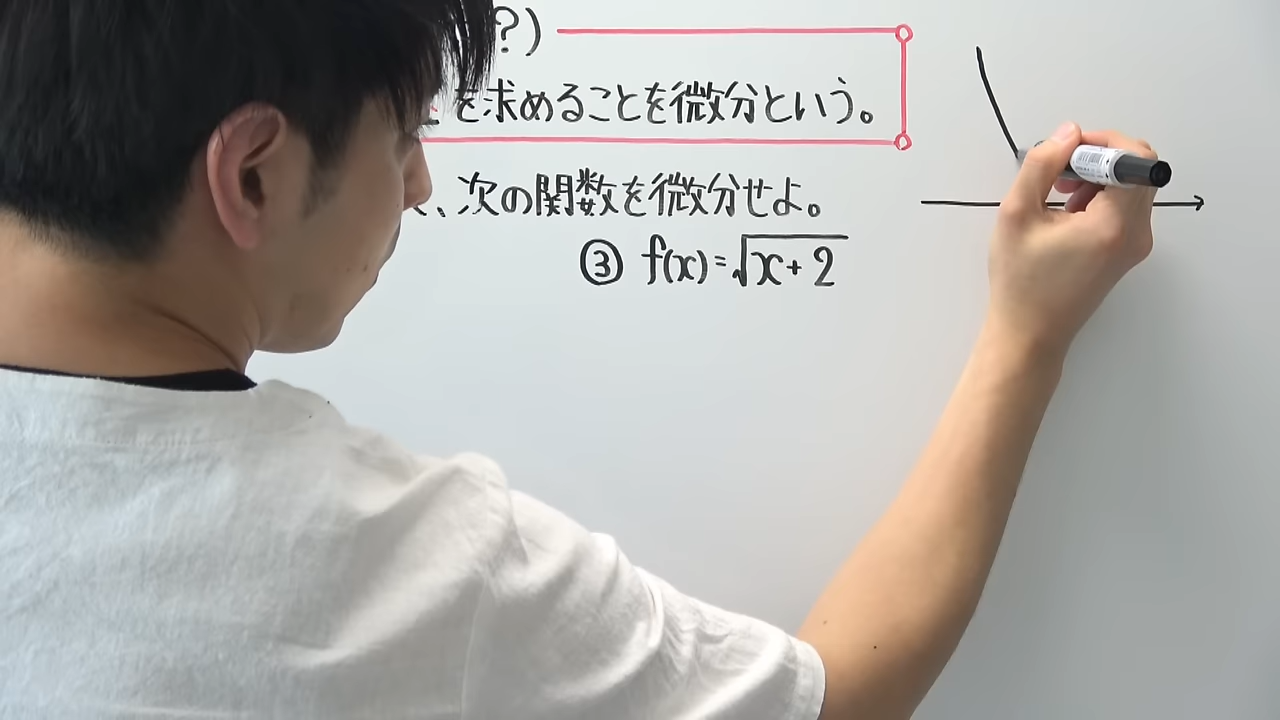 ?)
を求めることを微分という。
、次の関数を微分せよ。
③ f(x)=√x+2